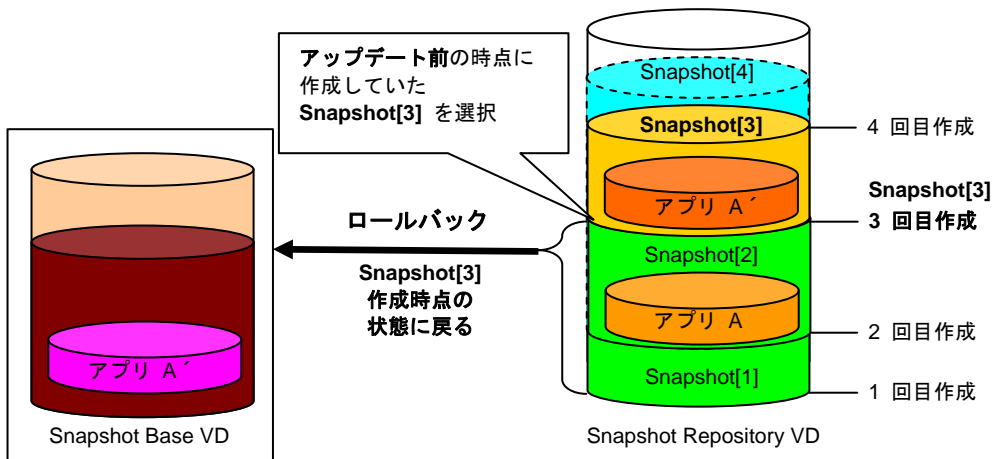 アップデート前の時点に
作成していた
Snapshot[3] を選択
Snapshot[4]
Snapshot[3]
4 回目作成
アプリ A´
Snapshot[3]
3 回目作成
ロールバック
Snapshot[2]
Snapshot[3]
作成時点の
状態に戻る
アプリ A
2 回目作成
アプリ A´
Snapshot[1]
1 回目作成
Snapshot Base VD
Snapshot Repository VD